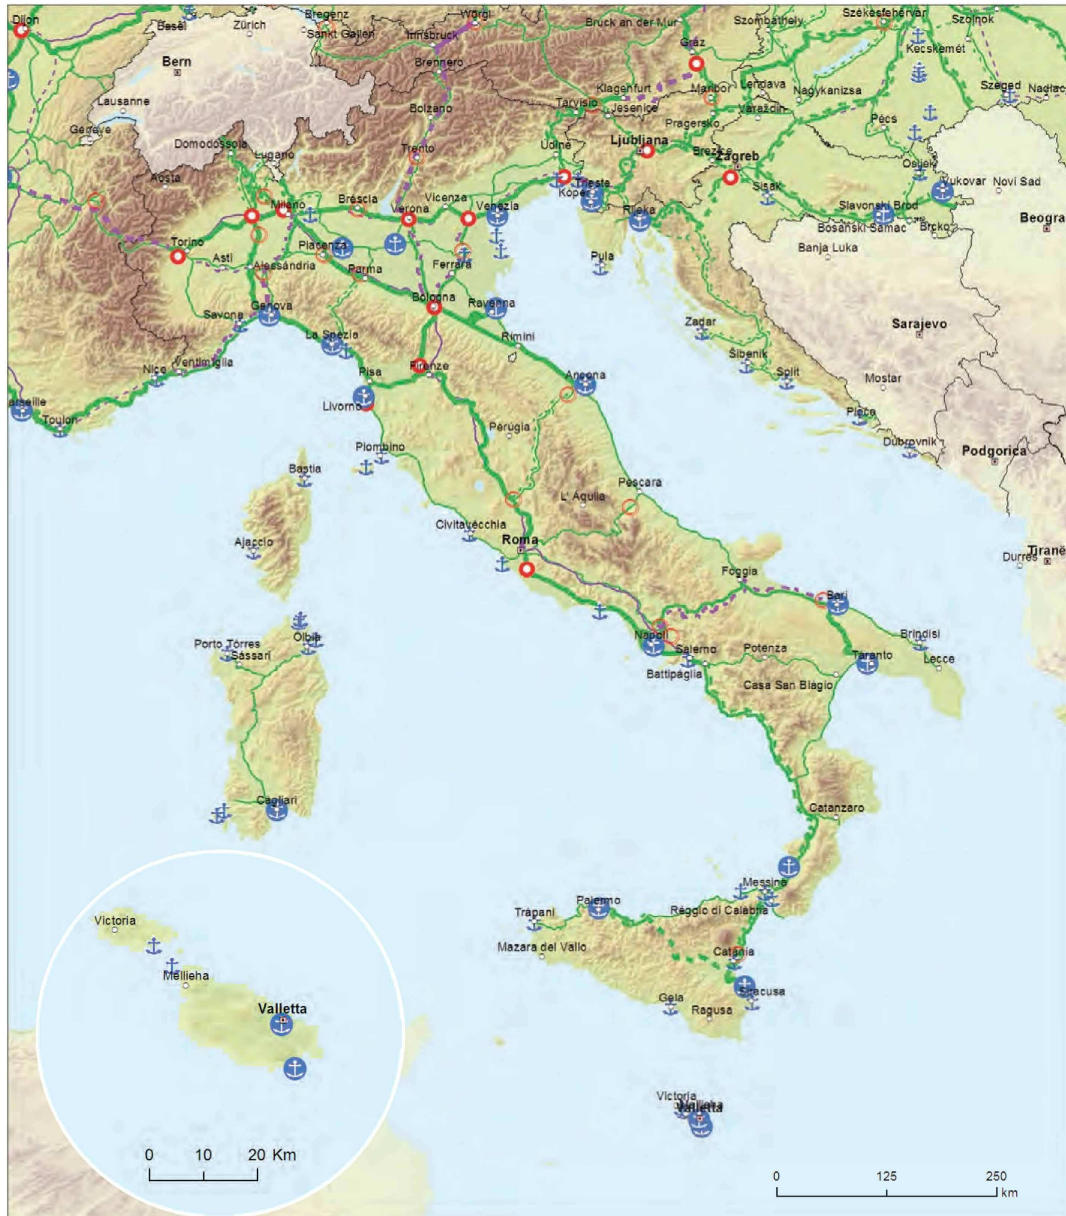 Dijon
Basel
Zürich
Bregenz
Sankt Gallen
Wörgl
Innsbruck
Bruck an der Mur
Szombathely
Székesfehérvár
Szolnok
Kecskemét
Bern
Brennero
Graz
Lausanne
Klagenfurt
Maribor
Lendava
Nagykanizsa
Szeged
Nadlac
Genève
Bolzano
Tarvisio
Jesenice
Varaždin
Pécs
Domodossola
Lugano
Trento
Udine
Ljubljana
Pragersko
Brezice
Zagreb
Osijek
Aosta
Trieste
Koper
Sisak
Vukovar
Novi Sad
Milano
Brescia
Verona
Vicenza
Venezia
Rijeka
Slavonski Brod
Bosanski Samac
Brcko
Beogra
Torino
Asti
Piacenza
Pula
Banja Luka
Alessandria
Parma
Ferrara
Genova
Bologna
Ravenna
Savona
Zadar
Sarajevo
La Spezia
Rimini
Nice
Ventimiglia
Pisa
Firenze
Ancona
Šibenik
Split
Mostar
arseille
Toulon
Livorno
Ploce
Perugia
Piombino
Dubrovnik
Podgorica
Bastia
L' Aquila
Pescara
Civitavecchia
Roma
Ajaccio
Durres
Tiranë
Foggia
Bari
Porto Torres
Sassari
Olbia
Napoli
Salerno
Potenza
Brindisi
Battipaglia
Taranto
Lecce
Casa San Biagio
Cagliari
Catanzaro
Messina
Palermo
Reggio di Calabria
Trapani
Victoria
Mazara del Vallo
Catania
Mellieha
Gela
Siracusa
Valletta
Ragusa
Victoria
Mellieha
Valletta
0 10 20 Km
0 125 250
km